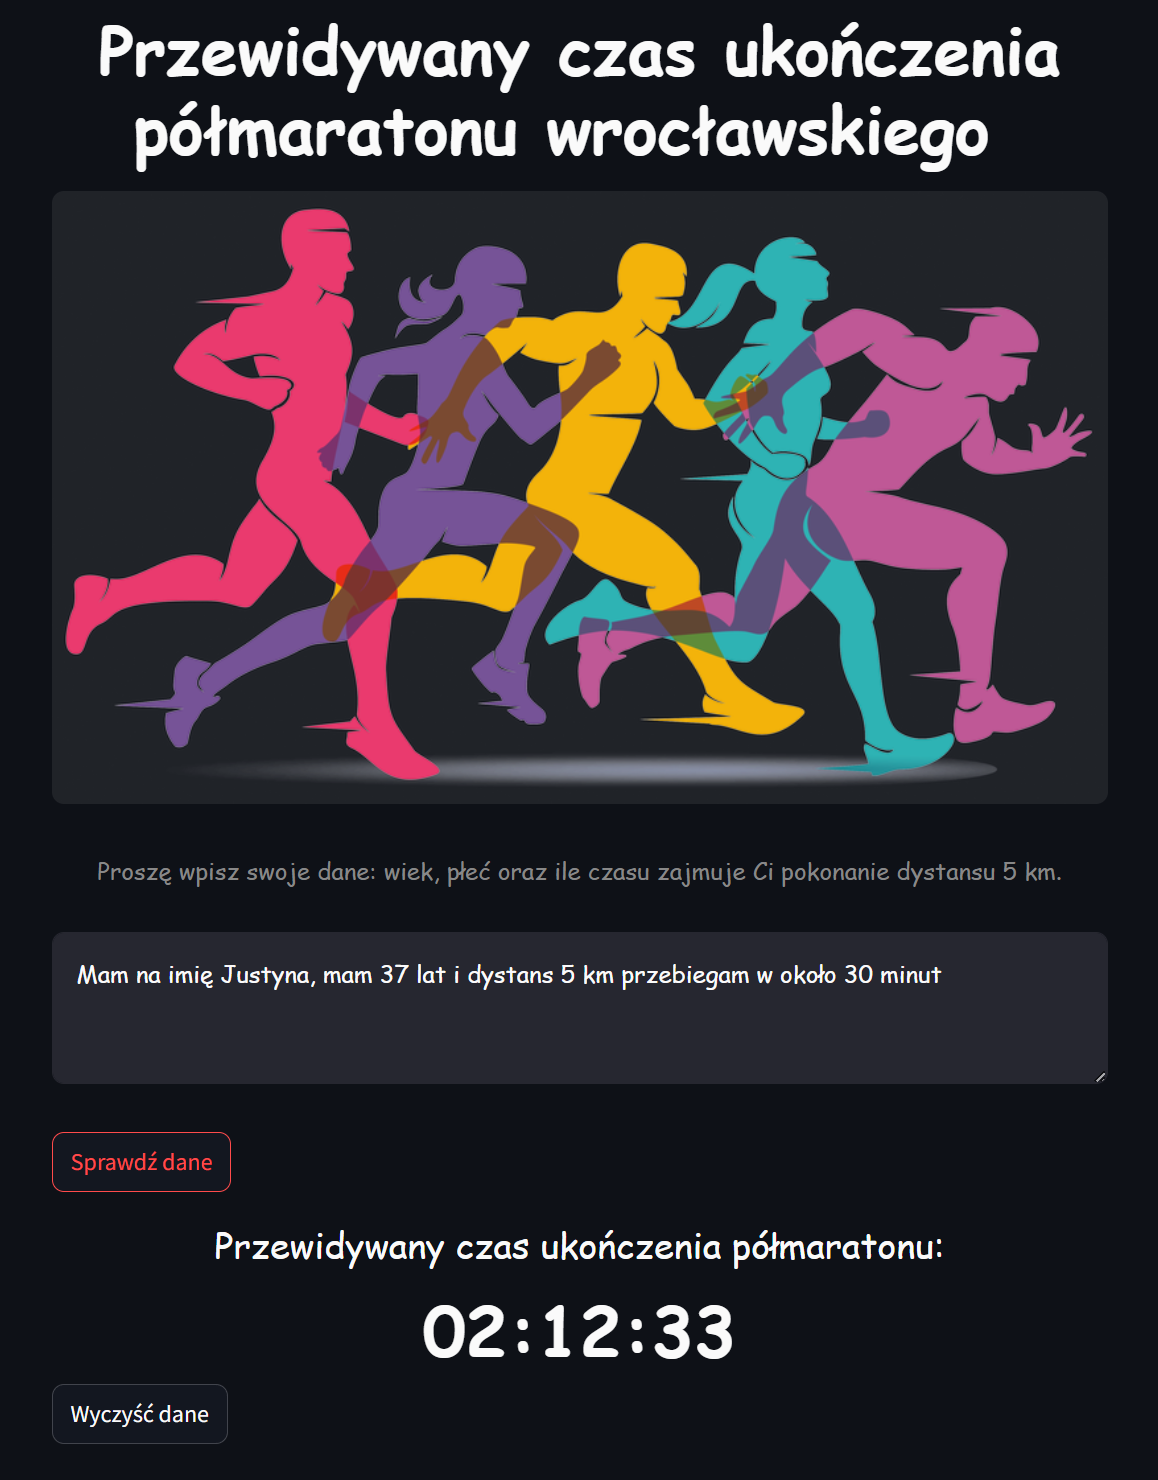 Przewidywany czas ukończenia
półmaratonu wrocławskiego
Proszę wpisz swoje dane: wiek, płeć oraz ile czasu zajmuje Ci pokonanie dystansu 5 km.
Mam na imię Justyna, mam 37 lat i dystans 5 km przebiegam w około 30 minut
Sprawdź dane
Przewidywany czas ukończenia półmaratonu:
02:12:33
Wyczyść dane